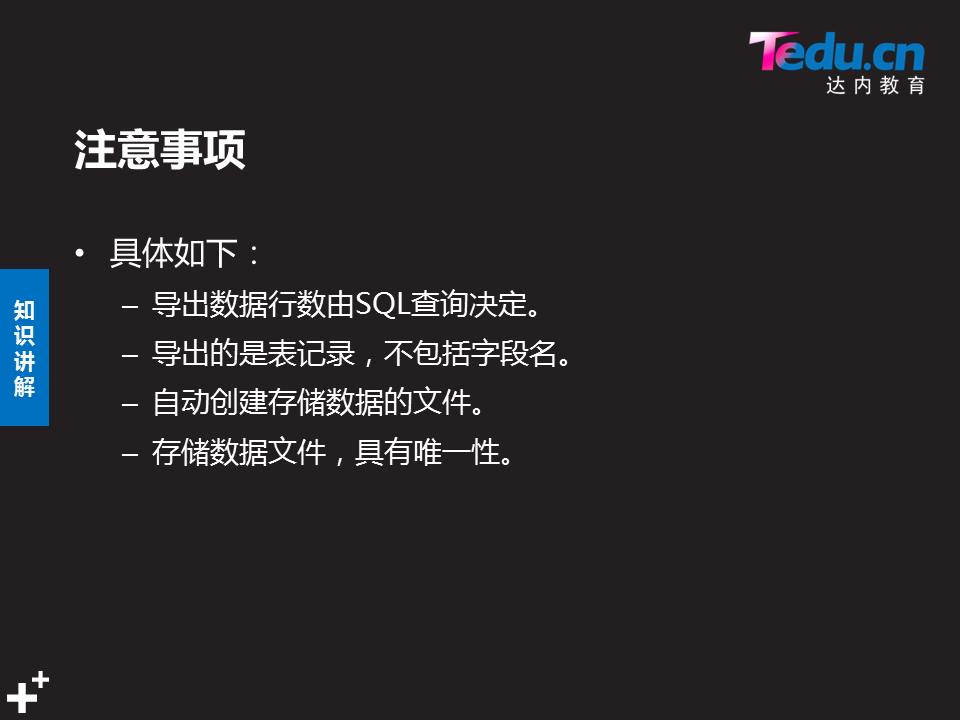 Tedu.cn
达内教育
注意事项
• 具体如下：
– 导出数据行数由SQL查询决定。
– 导出的是表记录，不包括字段名。
– 自动创建存储数据的文件。
– 存储数据文件，具有唯一性。
知识讲解